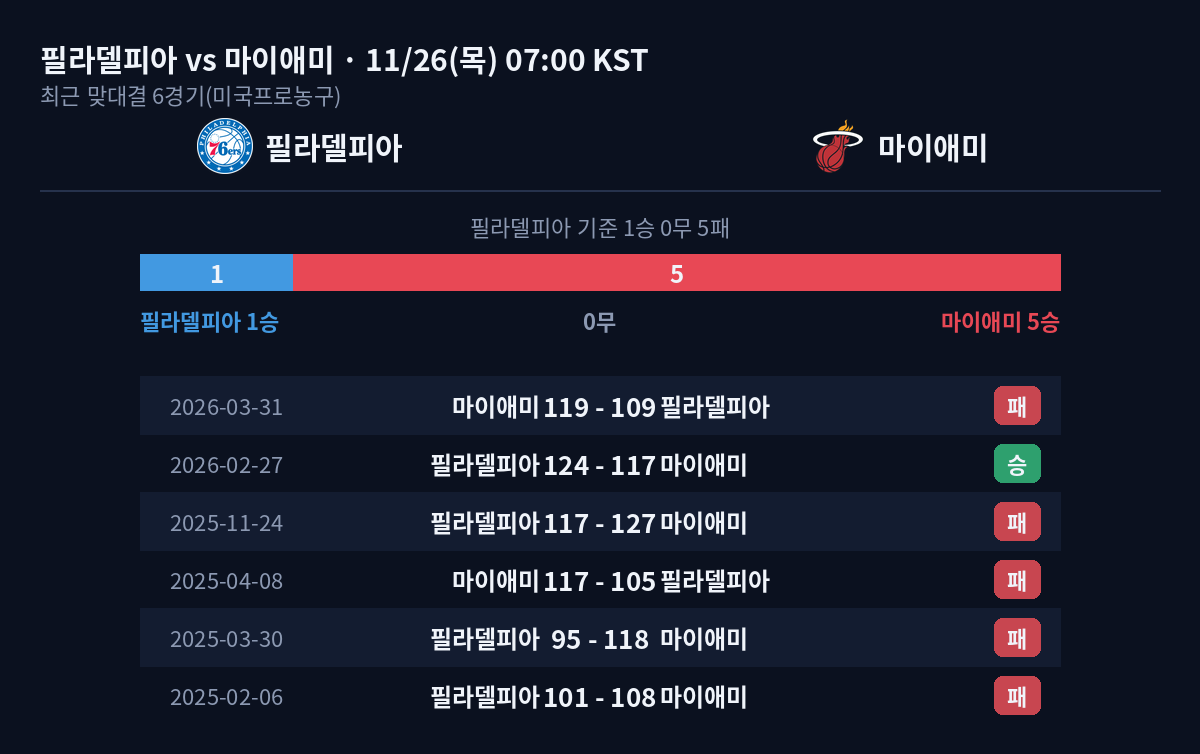 필라델피아 vs 마이애미 · 11/26(목) 07:00 KST
최근 맞대결 6경기(미국프로농구)
PHILADELPHIA 76ers 필라델피아 마이애미
필라델피아 기준 1승 0무 5패
1 5
필라델피아 1승 0무 마이애미 5승
2026-03-31 마이애미 119 - 109 필라델피아 패
2026-02-27 필라델피아 124 - 117 마이애미 승
2025-11-24 필라델피아 117 - 127 마이애미 패
2025-04-08 마이애미 117 - 105 필라델피아 패
2025-03-30 필라델피아 95 - 118 마이애미 패
2025-02-06 필라델피아 101 - 108 마이애미 패